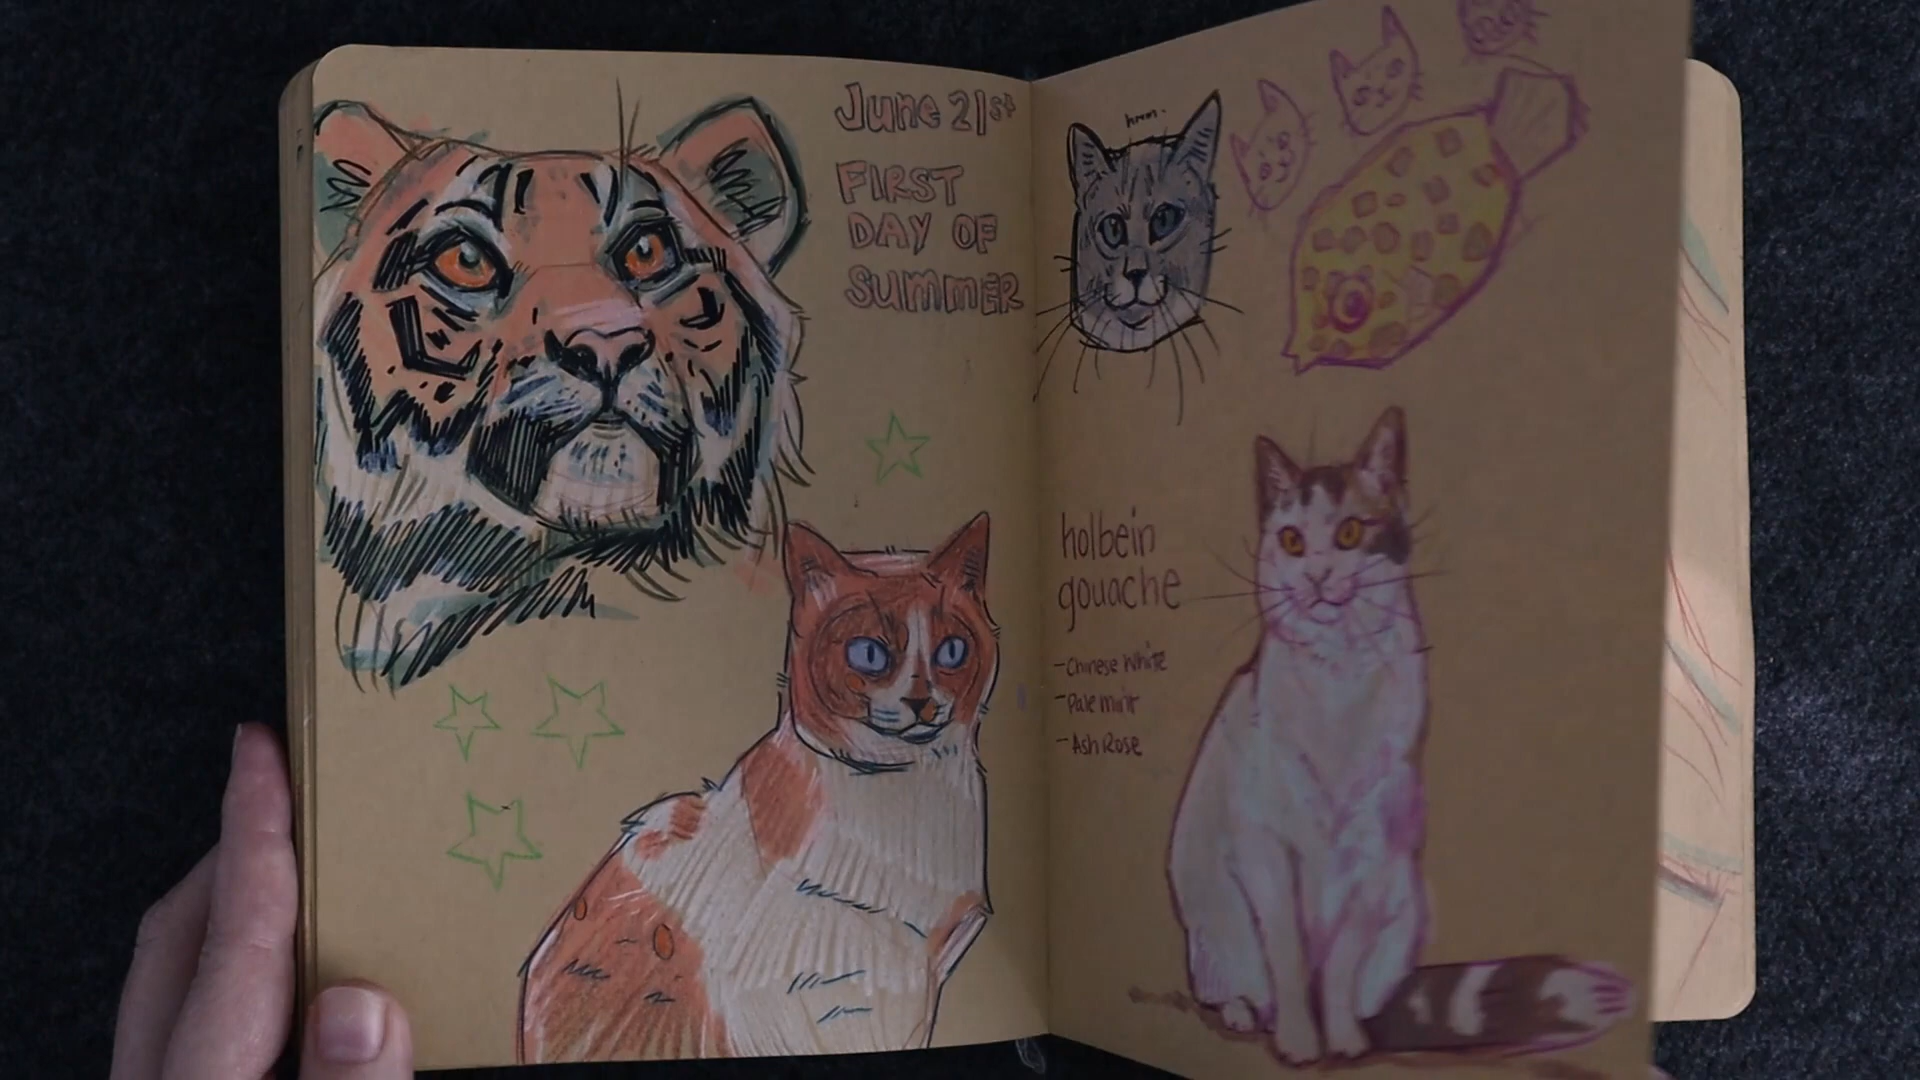 June 21st
FIRST
DAY OF
SUMMER
hmm.
holbein
gouache
- Chinese White
- Pale mint
- Ash Rose